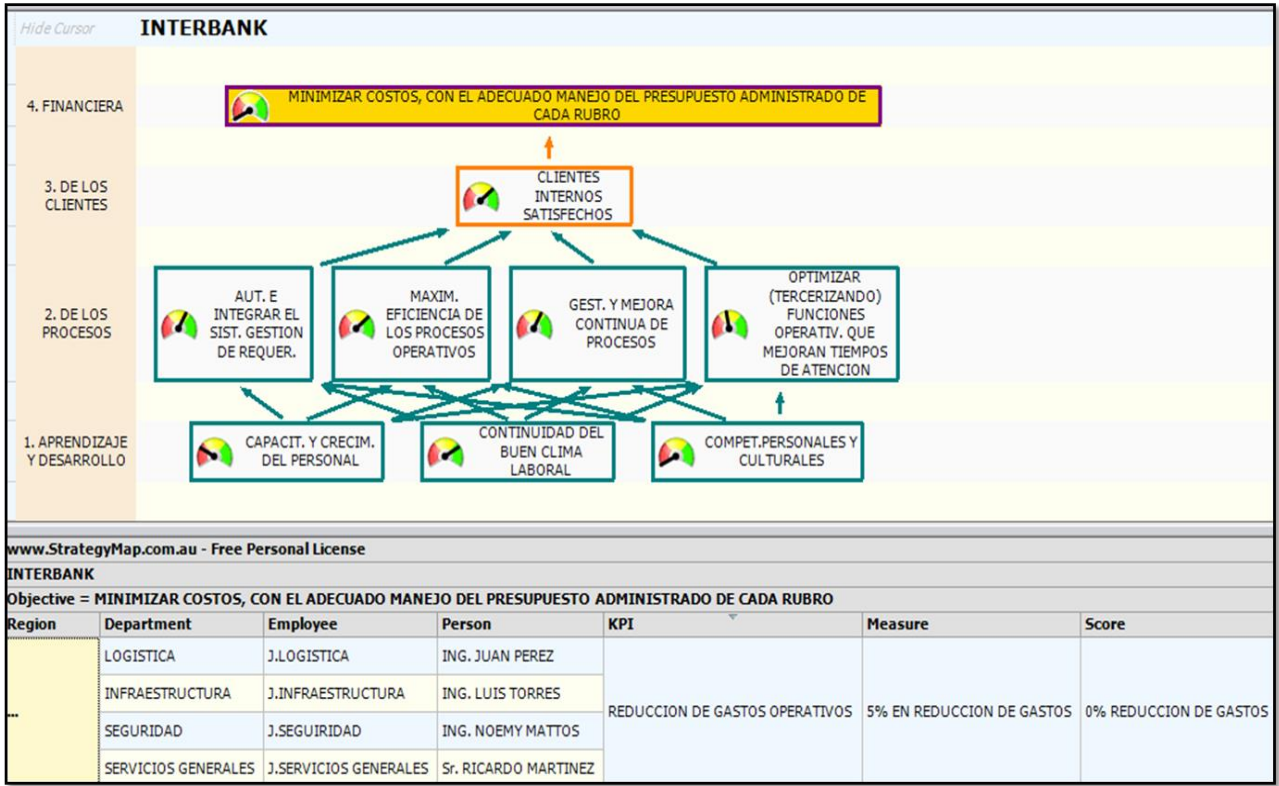 Hide Cursor INTERBANK
4. FINANCIERA
MINIMIZAR COSTOS, CON EL ADECUADO MANEJO DEL PRESUPUESTO ADMINISTRADO DE
CADA RUBRO
3. DE LOS
CLIENTES
CLIENTES
INTERNOS
SATISFECHOS
2. DE LOS
PROCESOS
AUT. E
INTEGRAR EL
SIST. GESTION
DE REQUER.
MAXIM.
EFICIENCIA DE
LOS PROCESOS
OPERATIVOS
GEST. Y MEJORA
CONTINUA DE
PROCESOS
OPTIMIZAR
(TERCERIZANDO)
FUNCIONES
OPERATIV. QUE
MEJORAN TIEMPOS
DE ATENCION
1. APRENDIZAJE
Y DESARROLLO
CAPACIT. Y CRECIM.
DEL PERSONAL
CONTINUIDAD DEL
BUEN CLIMA
LABORAL
COMPET.PERSONALES Y
CULTURALES
www.StrategyMap.com.au - Free Personal License
INTERBANK
Objective = MINIMIZAR COSTOS, CON EL ADECUADO MANEJO DEL PRESUPUESTO ADMINISTRADO DE CADA RUBRO
Region Department Employee Person KPI Measure Score
LOGISTICA J.LOGISTICA ING. JUAN PEREZ
INFRAESTRUCTURA J.INFRAESTRUCTURA ING. LUIS TORRES
... REDUCCION DE GASTOS OPERATIVOS 5% EN REDUCCION DE GASTOS 0% REDUCCION DE GASTOS
SEGURIDAD J.SEGUIRIDAD ING. NOEMY MATTOS
SERVICIOS GENERALES J.SERVICIOS GENERALES Sr. RICARDO MARTINEZ